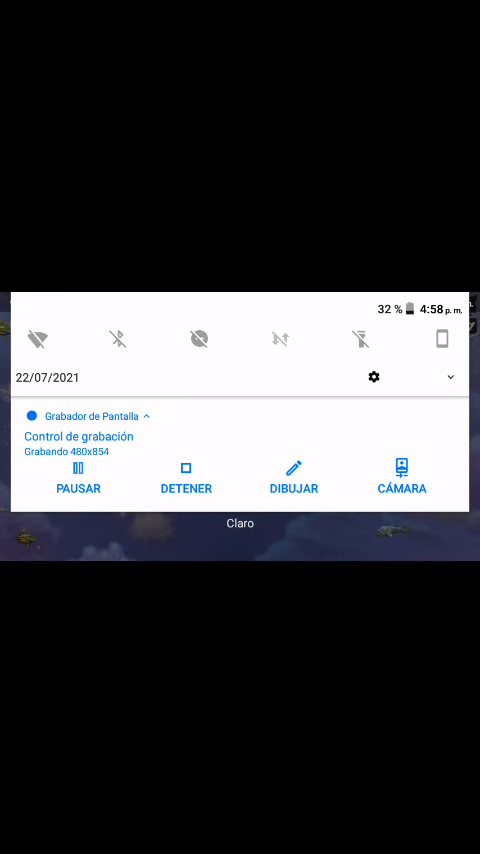 32 % 4:58 p. m.
22/07/2021
Grabador de Pantalla
Control de grabación
Grabando 480x854
PAUSAR DETENER DIBUJAR CÁMARA
Claro